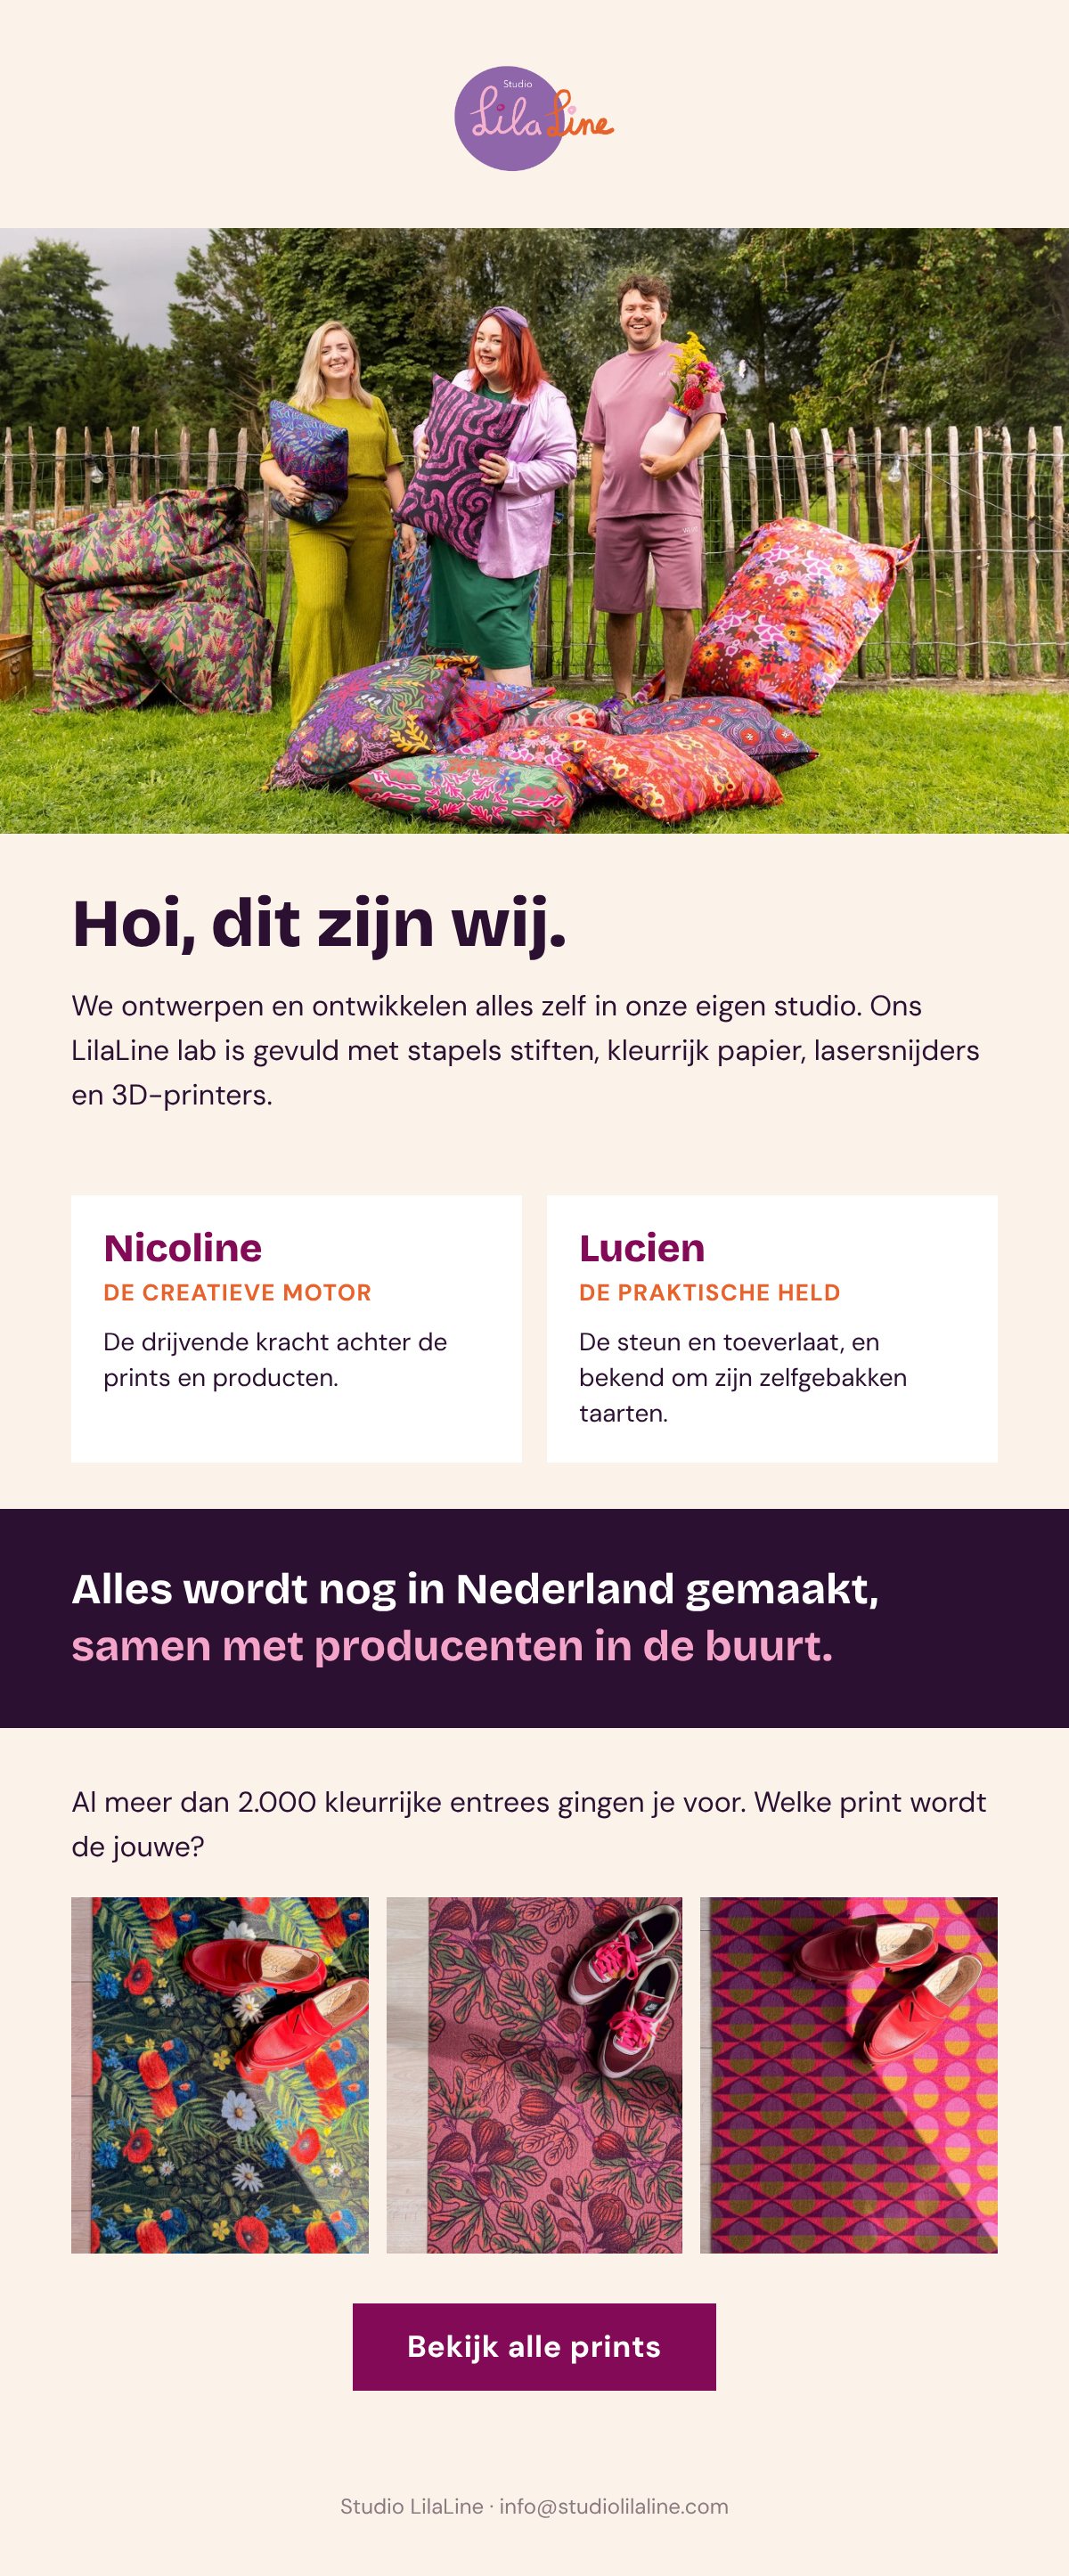 Studio
Lila Line
Hoi, dit zijn wij.
We ontwerpen en ontwikkelen alles zelf in onze eigen studio. Ons
LilaLine lab is gevuld met stapels stiften, kleurrijk papier, lasersnijders
en 3D-printers.
Nicoline
DE CREATIEVE MOTOR
De drijvende kracht achter de
prints en producten.
Lucien
DE PRAKTISCHE HELD
De steun en toeverlaat, en
bekend om zijn zelfgebakken
taarten.
Alles wordt nog in Nederland gemaakt,
samen met producenten in de buurt.
Al meer dan 2.000 kleurrijke entrees gingen je voor. Welke print wordt
de jouwe?
Bekijk alle prints
Studio LilaLine · info@studiolilaline.com